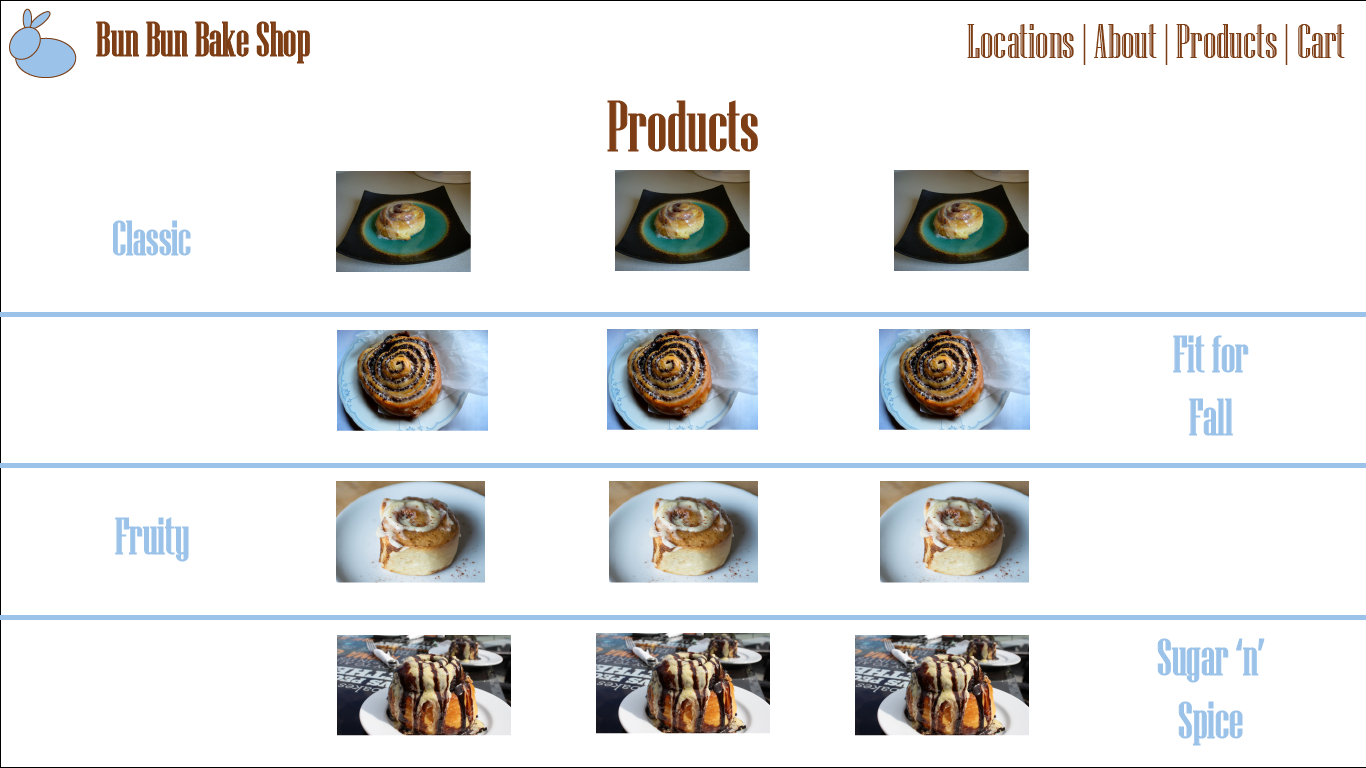 Bun Bun Bake Shop
Locations | About | Products | Cart
Products
Classic
Fit for
Fall
Fruity
Sugar ‘n’
Spice